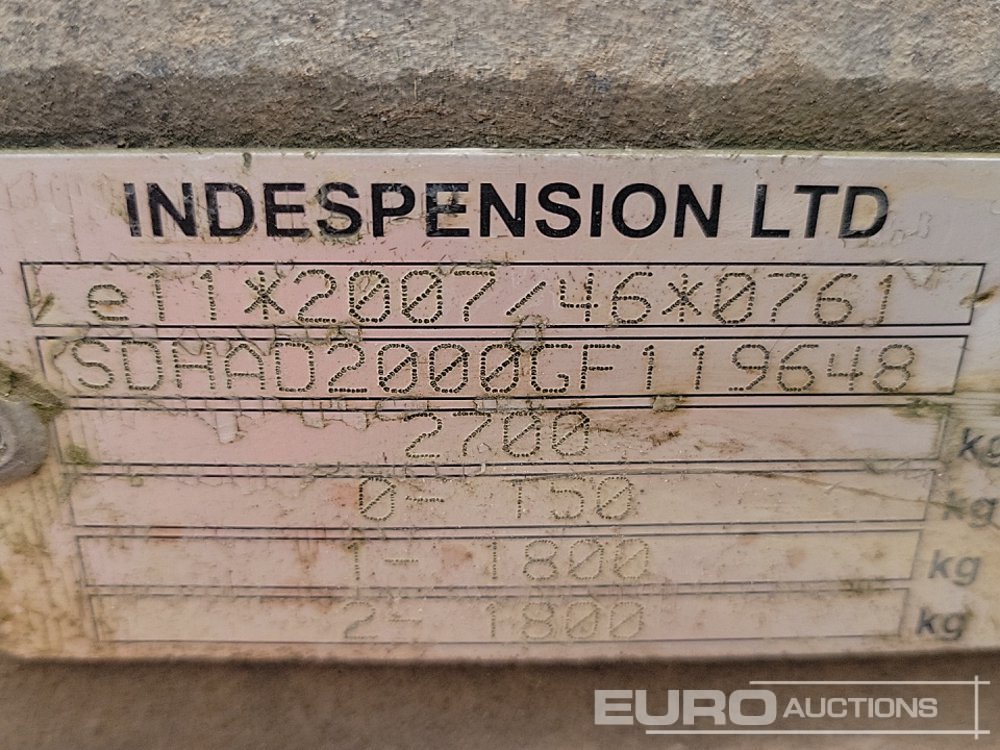 INDESPENSION LTD
e11*2007/46*0761
SDHAD2000GF119648
2700 kg
0- 150 kg
1- 1800 kg
2- 1800 kg
EURO AUCTIONS